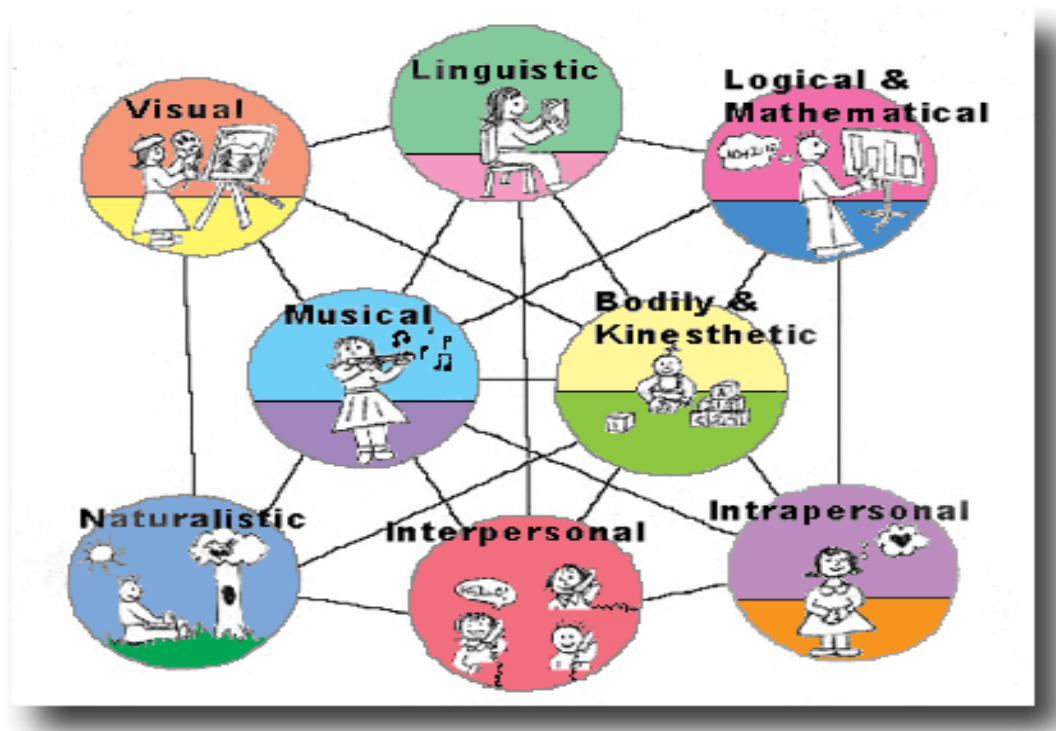 Linguistic
Visual
Logical &
Mathematical
Musical
Bodily &
Kinesthetic
Naturalistic
Interpersonal
Intrapersonal